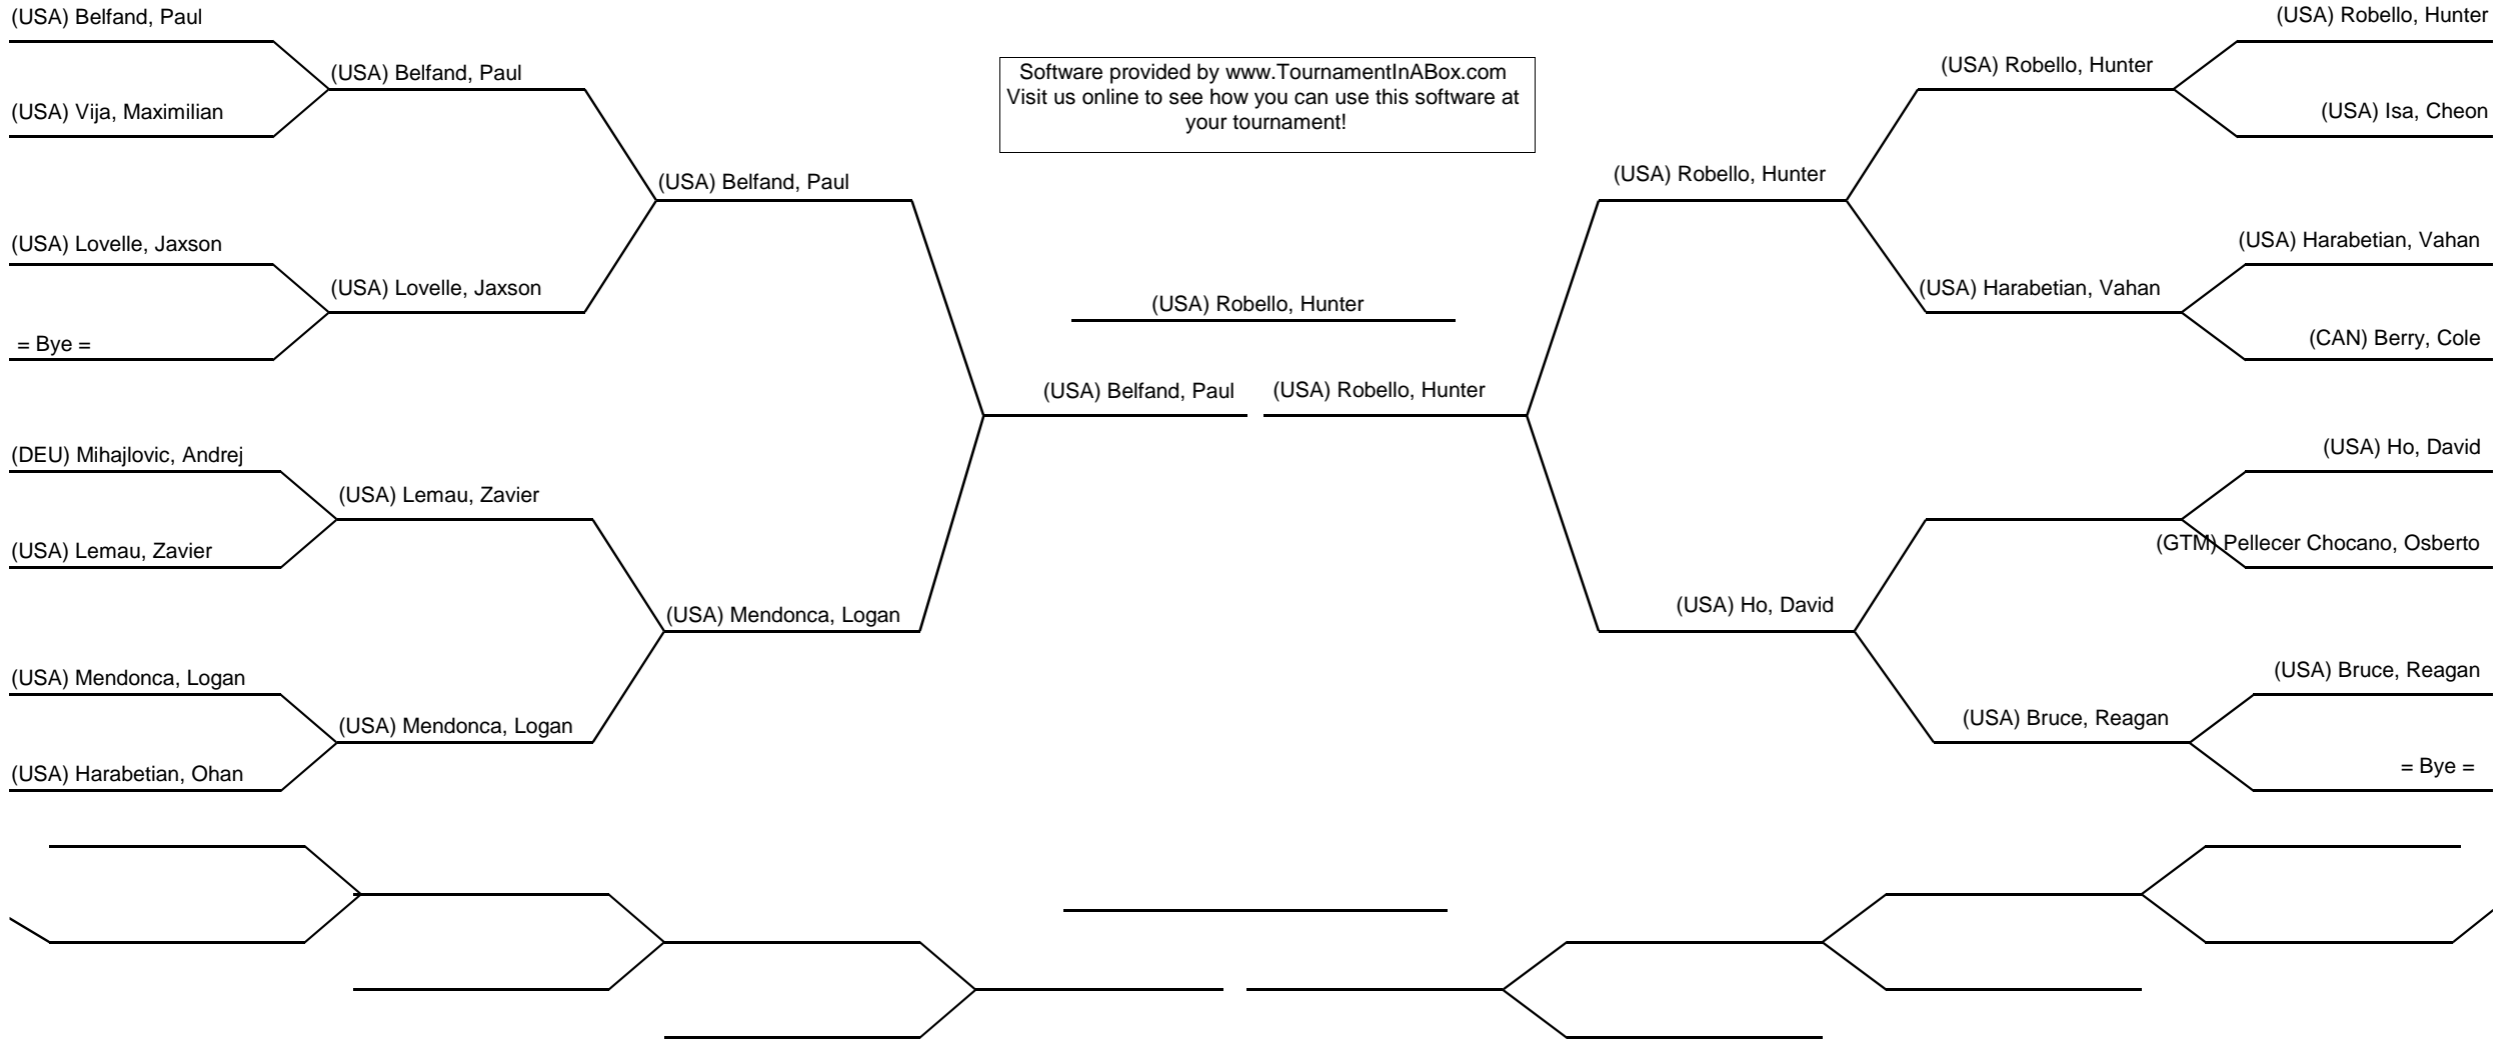 (USA) Belfand, Paul
(USA) Vija, Maximilian
(USA) Lovelle, Jaxson
= Bye =
(DEU) Mihajlovic, Andrej
(USA) Lemau, Zavier
(USA) Mendonca, Logan
(USA) Harabetian, Ohan
(USA) Belfand, Paul
(USA) Lovelle, Jaxson
(USA) Lemau, Zavier
(USA) Mendonca, Logan
(USA) Belfand, Paul
(USA) Mendonca, Logan
Software provided by www.TournamentInABox.com
Visit us online to see how you can use this software at
your tournament!
(USA) Robello, Hunter
(USA) Belfand, Paul
(USA) Robello, Hunter
(USA) Robello, Hunter
(USA) Ho, David
(USA) Robello, Hunter
(USA) Harabetian, Vahan
(USA) Bruce, Reagan
(USA) Robello, Hunter
(USA) Isa, Cheon
(USA) Harabetian, Vahan
(CAN) Berry, Cole
(USA) Ho, David
(GTM) Pellecer Chocano, Osberto
(USA) Bruce, Reagan
= Bye =